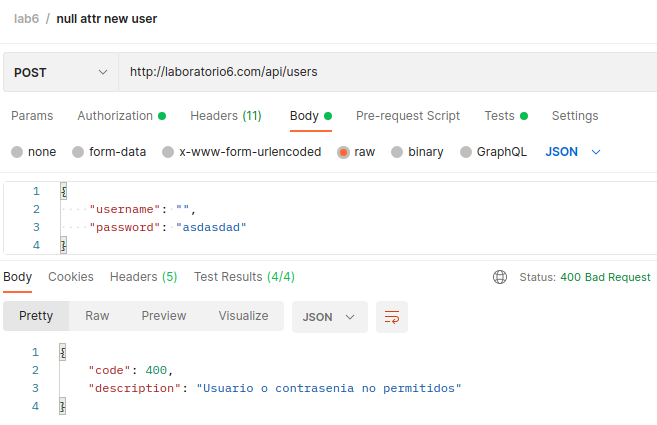 lab6 / null attr new user
POST http://laboratorio6.com/api/users
Params Authorization Headers (11) Body Pre-request Script Tests Settings
none form-data x-www-form-urlencoded raw binary GraphQL JSON
1 {
2 "username": "",
3 "password": "asdasdad"
4 }
Body Cookies Headers (5) Test Results (4/4) Status: 400 Bad Request
Pretty Raw Preview Visualize JSON
1 {
2 "code": 400,
3 "description": "Usuario o contrasenia no permitidos"
4 }